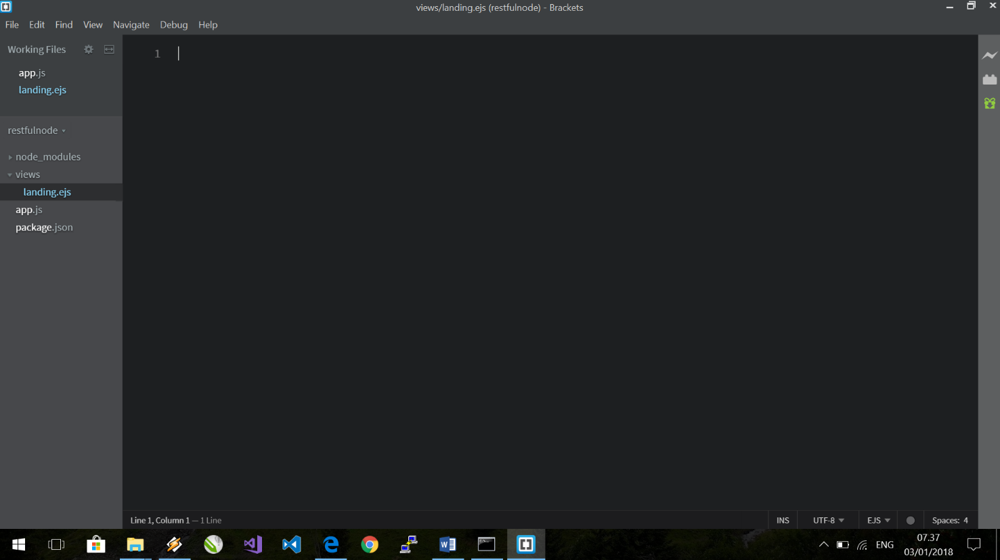 views/landing.ejs (restfulnode) - Brackets
File Edit Find View Navigate Debug Help
Working Files
app.js
landing.ejs
restfulnode
node_modules
views
landing.ejs
app.js
package.json
1
Line 1, Column 1 — 1 Line
INS UTF-8 EJS Spaces: 4
ENG
07.37
03/01/2018